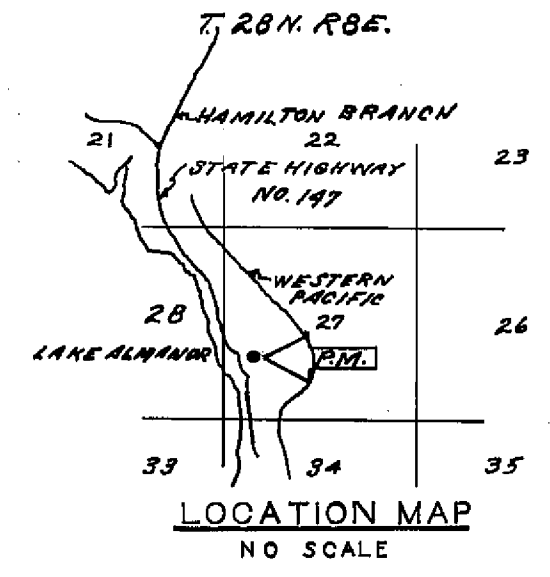 T. 28N. R8E.
HAMILTON BRANCH
21
22
23
STATE HIGHWAY
NO. 147
WESTERN
PACIFIC
28
27
26
LAKE ALMANOR
P.M.
33
34
35
LOCATION MAP
NO SCALE